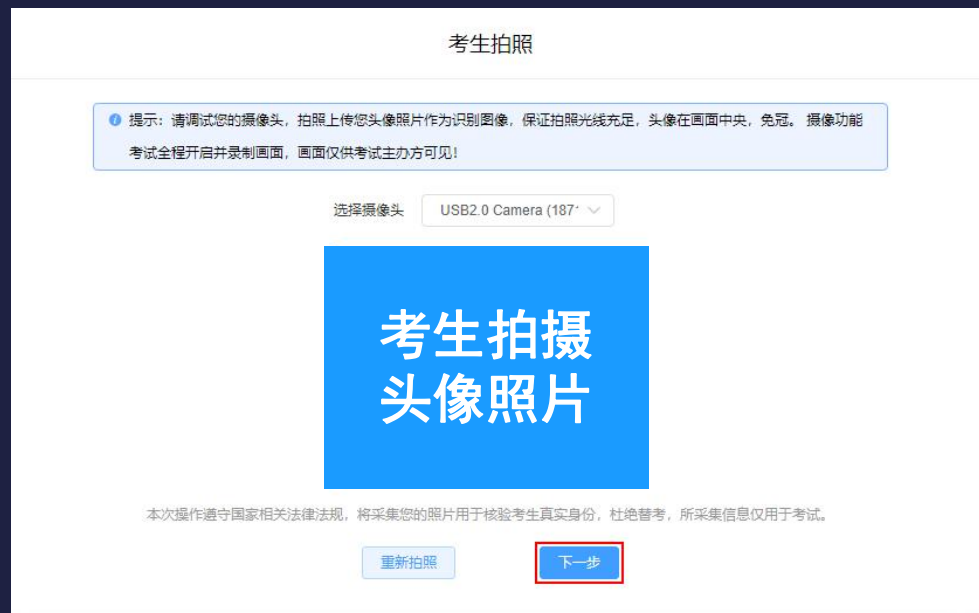 考生拍照
提示：请调试您的摄像头，拍照上传您头像照片作为识别图像，保证拍照光线充足，头像在画面中央，免冠。 摄像功能
考试全程开启并录制画面，画面仅供考试主办方可见!
选择摄像头 USB2.0 Camera (187
考生拍摄
头像照片
本次操作遵守国家相关法律法规，将采集您的照片用于核验考生真实身份，杜绝替考，所采集信息仅用于考试。
重新拍照 下一步